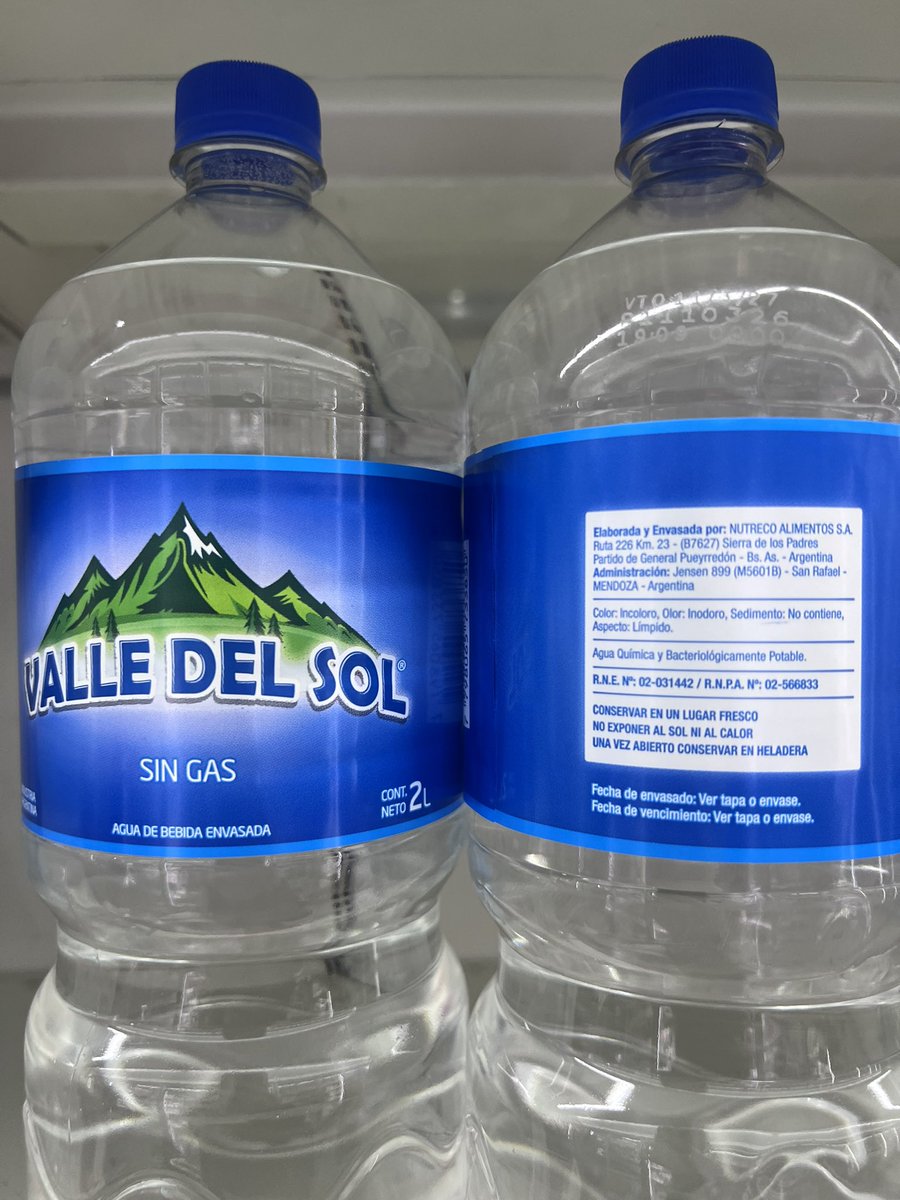 VALLE DEL SOL®
SIN GAS
CONT.
NETO 2L
AGUA DE BEBIDA ENVASADA
19:09
Elaborada y Envasada por: NUTRECO ALIMENTOS S.A.
Ruta 226 Km. 23 - (B7627) Sierra de los Padres
Partido de General Pueyrredón - Bs. As. - Argentina
Administración: Jensen 899 (M5601B) - San Rafael -
MENDOZA - Argentina
Color: Incoloro, Olor: Inodoro, Sedimento: No contiene,
Aspecto: Límpido.
Agua Química y Bacteriológicamente Potable.
R.N.E. Nº: 02-031442 / R.N.P.A. Nº: 02-566833
CONSERVAR EN UN LUGAR FRESCO
NO EXPONER AL SOL NI AL CALOR
UNA VEZ ABIERTO CONSERVAR EN HELADERA
Fecha de envasado: Ver tapa o envase.
Fecha de vencimiento: Ver tapa o envase.